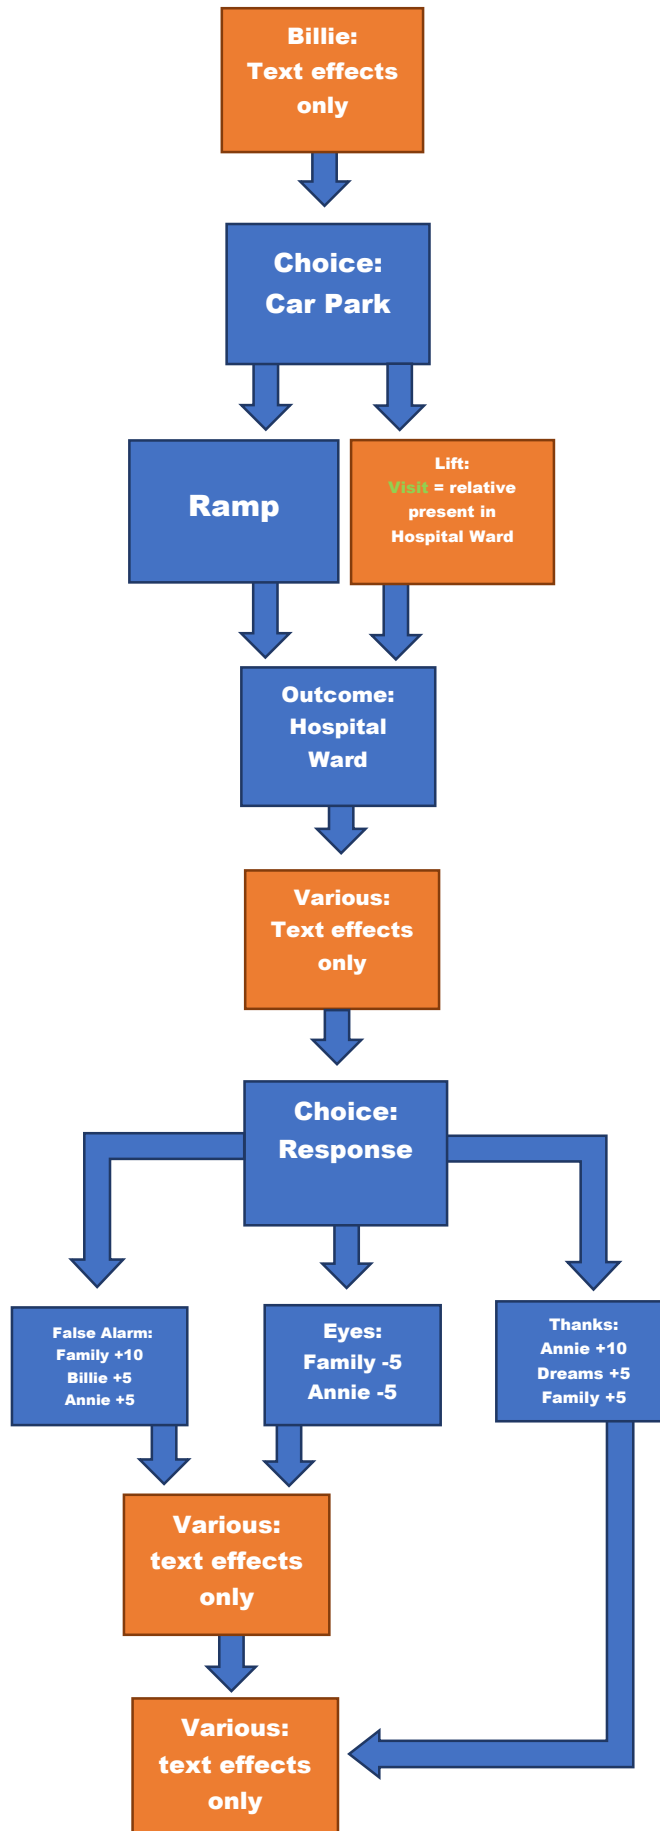 Billie:
Text effects
only
Choice:
Car Park
Ramp
Lift:
Visit = relative
present in
Hospital Ward
Outcome:
Hospital
Ward
Various:
Text effects
only
Choice:
Response
False Alarm:
Family +10
Billie +5
Annie +5
Eyes:
Family -5
Annie -5
Thanks:
Annie +10
Dreams +5
Family +5
Various:
text effects
only
Various:
text effects
only